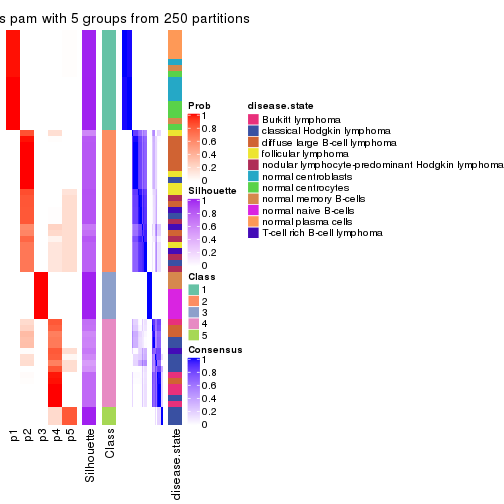 s pam with 5 groups from 250 partitions
Prob
1
0.8
0.6
0.4
0.2
0
Silhouette
1
0.8
0.6
0.4
0.2
0
Class
1
2
3
4
5
Consensus
1
0.8
0.6
0.4
0.2
0
disease.state
Burkitt lymphoma
classical Hodgkin lymphoma
diffuse large B-cell lymphoma
follicular lymphoma
nodular lymphocyte-predominant Hodgkin lymphoma
normal centroblasts
normal centrocytes
normal memory B-cells
normal naive B-cells
normal plasma cells
T-cell rich B-cell lymphoma
p1
p2
p3
p4
p5
Silhouette
Class
disease.state